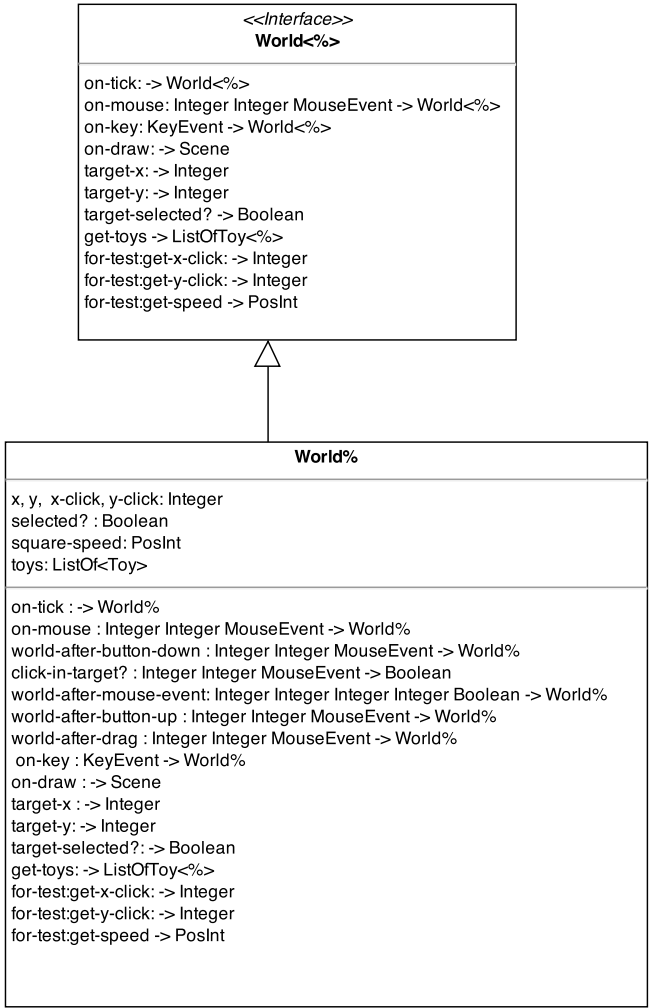 <<Interface>>
World<%>
on-tick: -> World<%>
on-mouse: Integer Integer MouseEvent -> World<%>
on-key: KeyEvent -> World<%>
on-draw: -> Scene
target-x: -> Integer
target-y: -> Integer
target-selected? -> Boolean
get-toys -> ListOfToy<%>
for-test:get-x-click: -> Integer
for-test:get-y-click: -> Integer
for-test:get-speed -> PosInt
World%
x, y,  x-click, y-click: Integer
selected? : Boolean
square-speed: PosInt
toys: ListOf<Toy>
on-tick : -> World%
on-mouse : Integer Integer MouseEvent -> World%
world-after-button-down : Integer Integer MouseEvent -> World%
click-in-target? : Integer Integer MouseEvent -> Boolean
world-after-mouse-event: Integer Integer Integer Integer Boolean -> World%
world-after-button-up : Integer Integer MouseEvent -> World%
world-after-drag : Integer Integer MouseEvent -> World%
on-key : KeyEvent -> World%
on-draw : -> Scene
target-x : -> Integer
target-y: -> Integer
target-selected?: -> Boolean
get-toys: -> ListOfToy<%>
for-test:get-x-click: -> Integer
for-test:get-y-click: -> Integer
for-test:get-speed -> PosInt